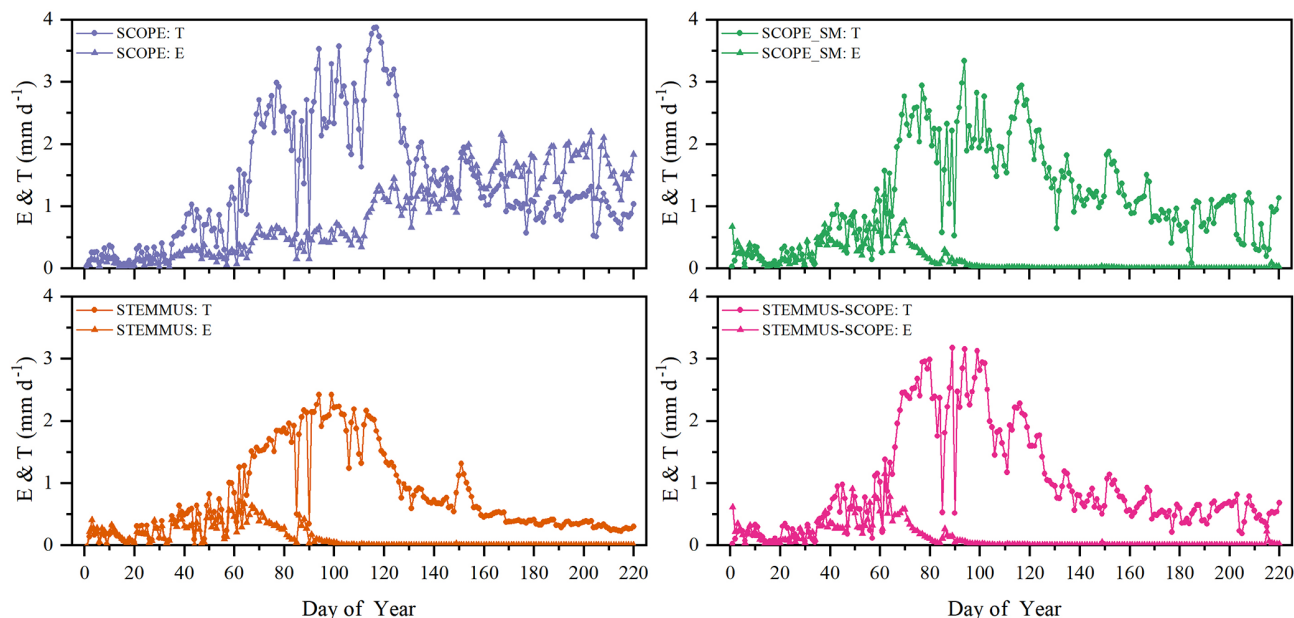 4
3
2
1
0
E & T (mm d⁻¹)
SCOPE: T
SCOPE: E
4
3
2
1
0
E & T (mm d⁻¹)
SCOPE_SM: T
SCOPE_SM: E
4
3
2
1
0
E & T (mm d⁻¹)
STEMMUS: T
STEMMUS: E
0 20 40 60 80 100 120 140 160 180 200 220
Day of Year
4
3
2
1
0
E & T (mm d⁻¹)
STEMMUS-SCOPE: T
STEMMUS-SCOPE: E
0 20 40 60 80 100 120 140 160 180 200 220
Day of Year